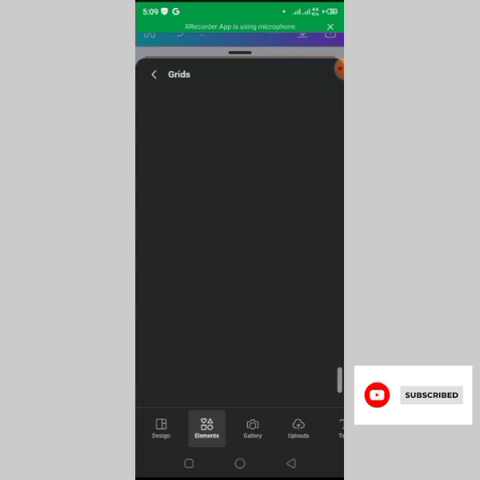 5:09
XRecorder App is using microphone
Grids
SUBSCRIBED
Design
Elements
Gallery
Uploads